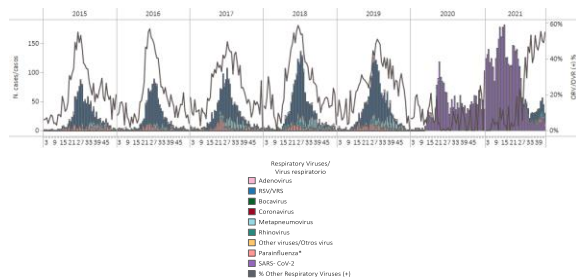 2015 2016 2017 2018 2019 2020 2021
150
100
50
0
N. cases/casos
60%
40%
20%
0%
ORV/OVR (+) %
3 9 15 21 27 33 39 45 3 9 15 21 27 33 39 45 3 9 15 21 27 33 39 45 3 9 15 21 27 33 39 45 3 9 15 21 27 33 39 45 3 9 15 21 27 33 39 45 3 9 15 21 27 33 39
Respiratory Viruses/
Virus respiratorio
Adenovirus
RSV/VRS
Bocavirus
Coronavirus
Metapneumovirus
Rhinovirus
Other viruses/Otros virus
Parainfluenza*
SARS- CoV-2
% Other Respiratory Viruses (+)